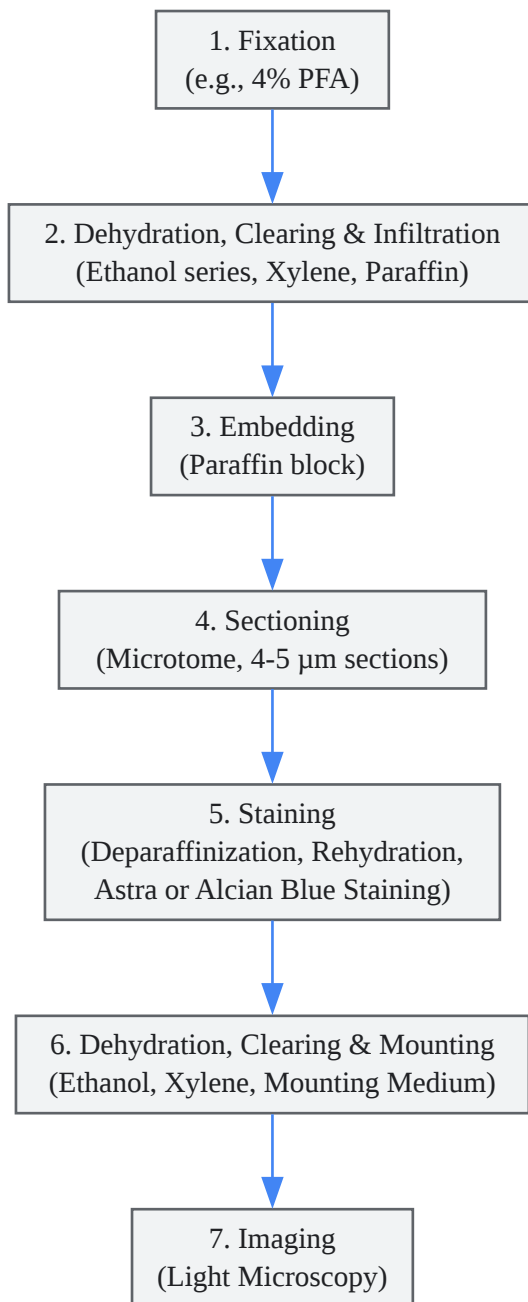 1. Fixation
(e.g., 4% PFA)
2. Dehydration, Clearing & Infiltration
(Ethanol series, Xylene, Paraffin)
3. Embedding
(Paraffin block)
4. Sectioning
(Microtome, 4-5 µm sections)
5. Staining
(Deparaffinization, Rehydration,
Astra or Alcian Blue Staining)
6. Dehydration, Clearing & Mounting
(Ethanol, Xylene, Mounting Medium)
7. Imaging
(Light Microscopy)